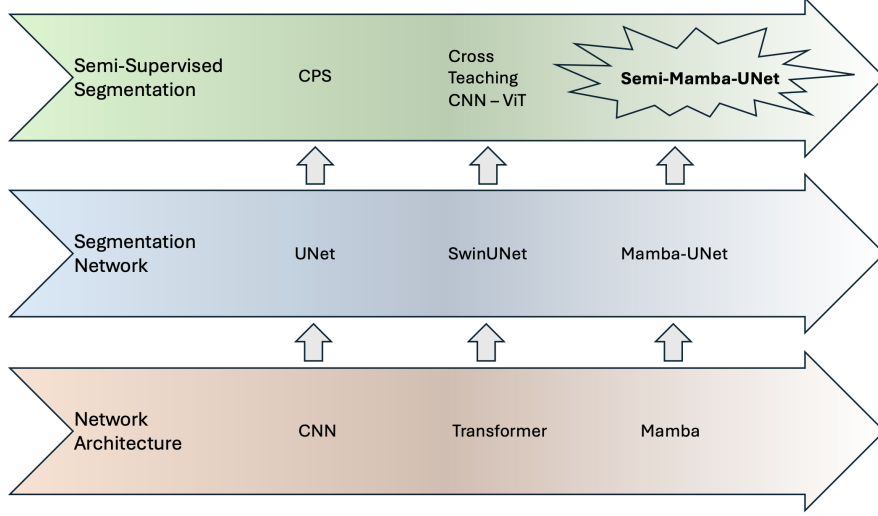 Semi-Supervised
Segmentation
CPS
Cross
Teaching
CNN – ViT
Semi-Mamba-UNet
Segmentation
Network
UNet
SwinUNet
Mamba-UNet
Network
Architecture
CNN
Transformer
Mamba